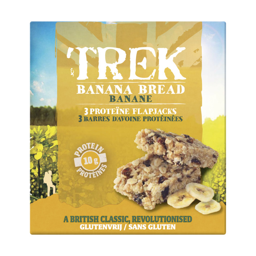 TREK
BANANA BREAD
BANANE
3 PROTEÏNE FLAPJACKS
3 BARRES D'AVOINE PROTÉINÉES
PROTEIN
10g
PROTÉINES
A BRITISH CLASSIC, REVOLUTIONISED
GLUTENVRIJ / SANS GLUTEN